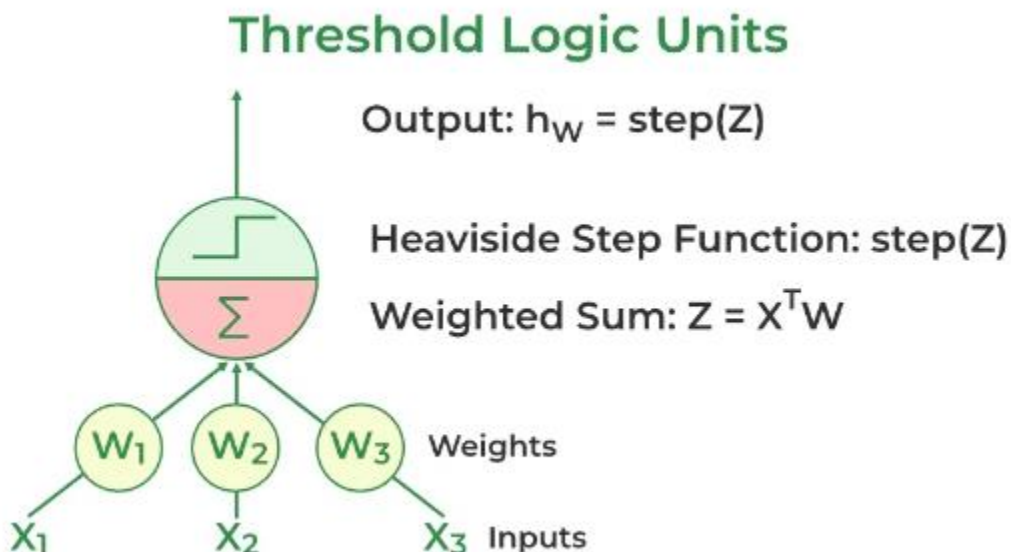 Threshold Logic Units
Output: h_W = step(Z)
Heaviside Step Function: step(Z)
Σ
Weighted Sum: Z = X^T W
W₁ W₂ W₃ Weights
X₁ X₂ X₃ Inputs